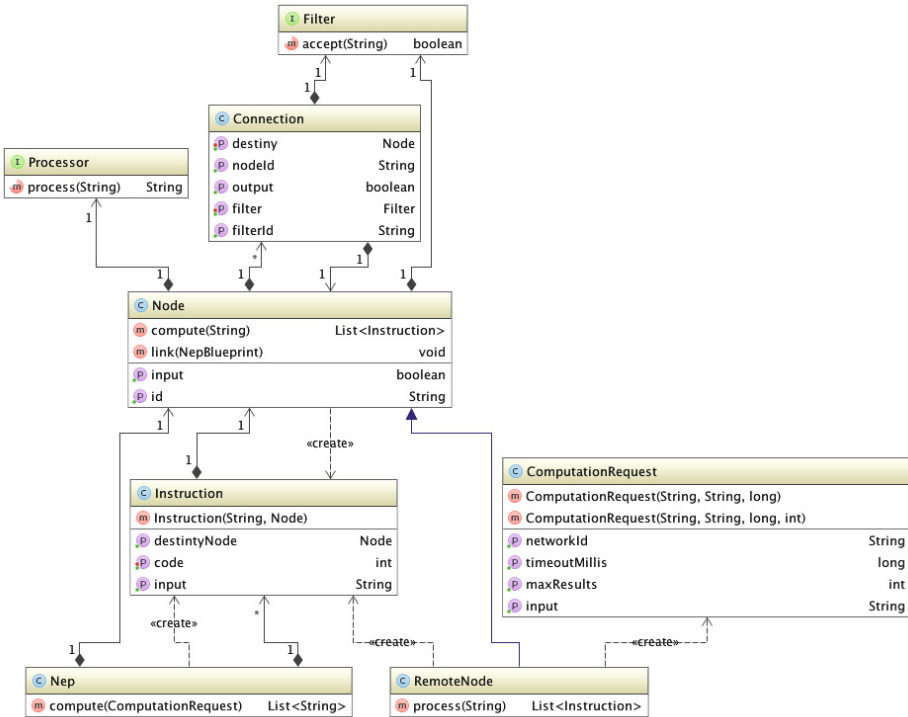 I Filter
m accept(String) boolean
1 1
1
C Connection
P destiny Node
P nodeId String
P output boolean
P filter Filter
P filterId String
I Processor
m process(String) String
1
* 1
1 1 1 1
C Node
m compute(String) List<Instruction>
m link(NepBlueprint) void
P input boolean
P id String
1 1
«create»
1
C Instruction
m Instruction(String, Node)
P destintyNode Node
P code int
P input String
C ComputationRequest
m ComputationRequest(String, String, long)
m ComputationRequest(String, String, long, int)
P networkId String
P timeoutMillis long
P maxResults int
P input String
*
«create»
«create» «create»
1 1
C Nep
m compute(ComputationRequest) List<String>
C RemoteNode
m process(String) List<Instruction>